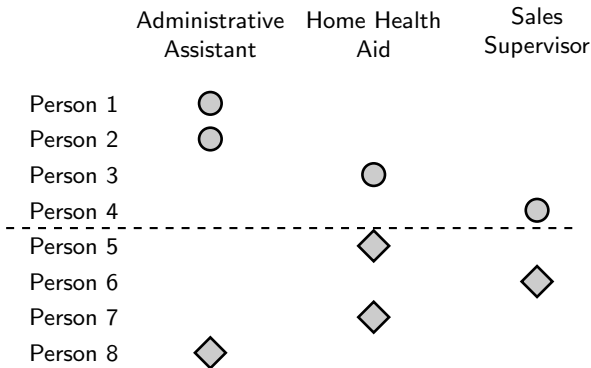 Administrative Assistant
Home Health Aid
Sales Supervisor
Person 1
Person 2
Person 3
Person 4
Person 5
Person 6
Person 7
Person 8